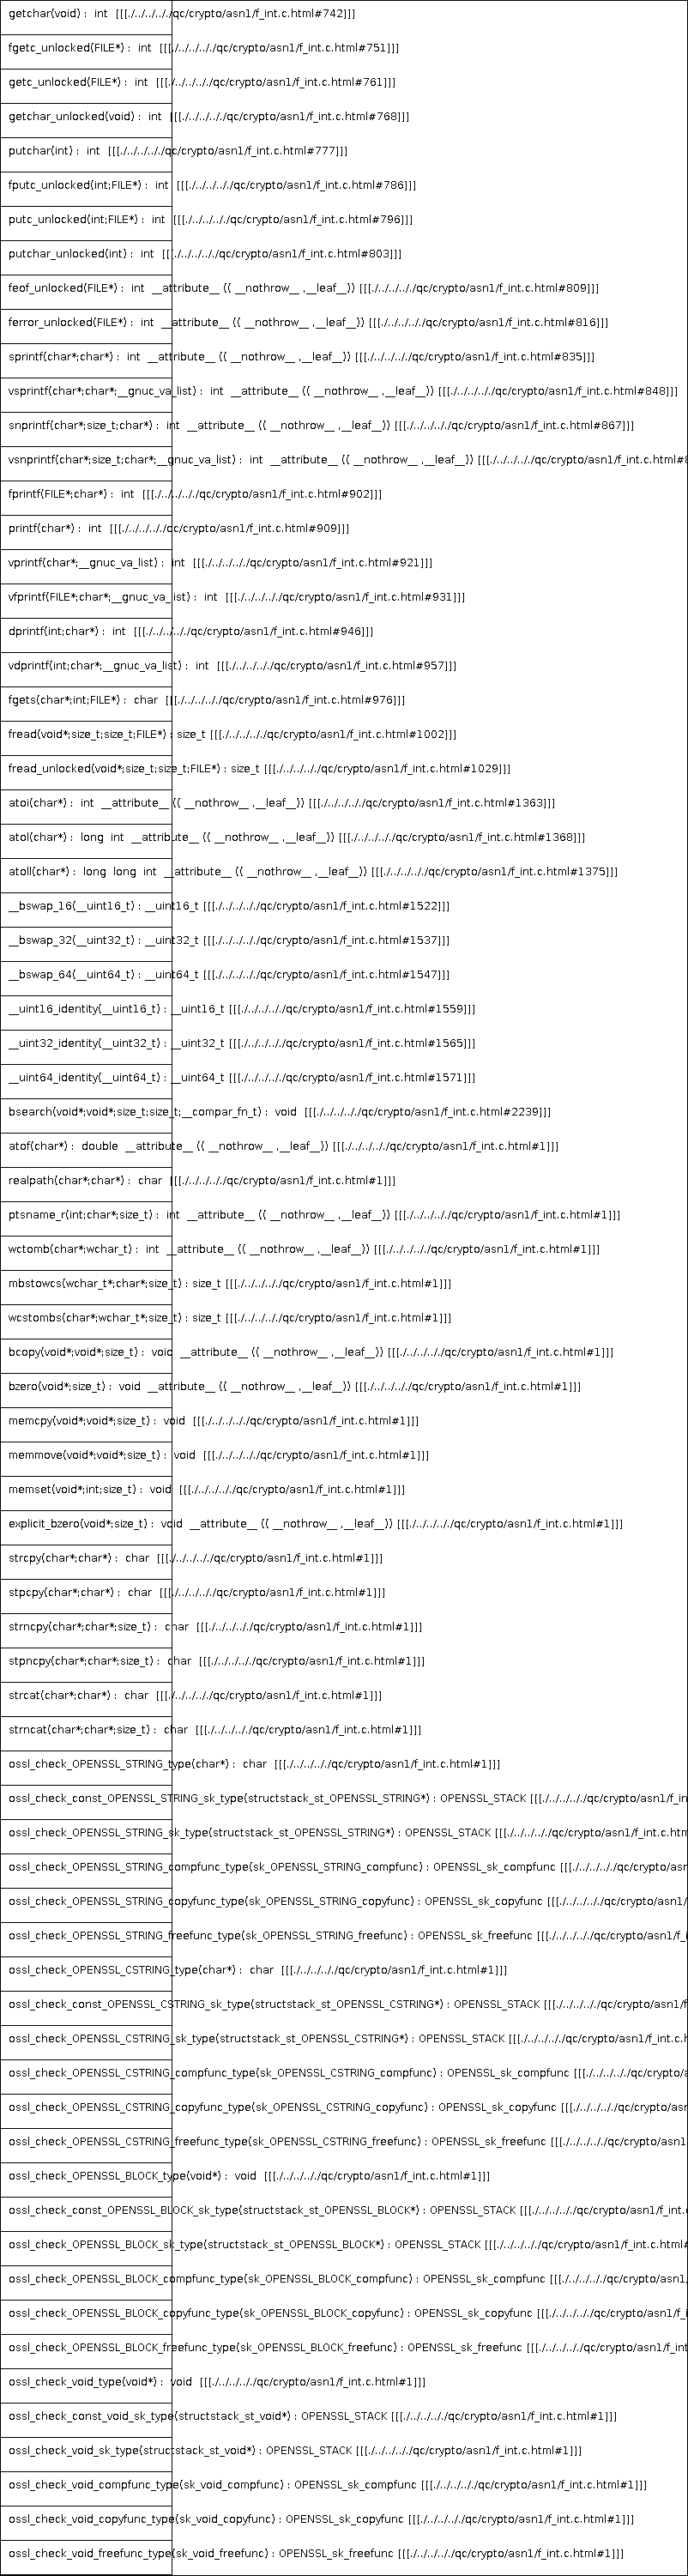 getchar(void) :  int  [[[./../../../qc/crypto/asn1/f_int.c.html#742]]]
fgetc_unlocked(FILE*) :  int  [[[./../../../qc/crypto/asn1/f_int.c.html#751]]]
getc_unlocked(FILE*) :  int  [[[./../../../qc/crypto/asn1/f_int.c.html#761]]]
getchar_unlocked(void) :  int  [[[./../../../qc/crypto/asn1/f_int.c.html#768]]]
putchar(int) :  int  [[[./../../../qc/crypto/asn1/f_int.c.html#777]]]
fputc_unlocked(int;FILE*) :  int  [[[./../../../qc/crypto/asn1/f_int.c.html#786]]]
putc_unlocked(int;FILE*) :  int  [[[./../../../qc/crypto/asn1/f_int.c.html#796]]]
putchar_unlocked(int) :  int  [[[./../../../qc/crypto/asn1/f_int.c.html#803]]]
feof_unlocked(FILE*) :  int  __attribute__ (( __nothrow__ ,__leaf__)) [[[./../../../qc/crypto/asn1/f_int.c.html#809]]]
ferror_unlocked(FILE*) :  int  __attribute__ (( __nothrow__ ,__leaf__)) [[[./../../../qc/crypto/asn1/f_int.c.html#816]]]
sprintf(char*;char*) :  int  __attribute__ (( __nothrow__ ,__leaf__)) [[[./../../../qc/crypto/asn1/f_int.c.html#835]]]
vsprintf(char*;char*;__gnuc_va_list) :  int  __attribute__ (( __nothrow__ ,__leaf__)) [[[./../../../qc/crypto/asn1/f_int.c.html#848]]]
snprintf(char*;size_t;char*) :  int  __attribute__ (( __nothrow__ ,__leaf__)) [[[./../../../qc/crypto/asn1/f_int.c.html#867]]]
vsnprintf(char*;size_t;char*;__gnuc_va_list) :  int  __attribute__ (( __nothrow__ ,__leaf__)) [[[./../../../qc/crypto/asn1/f_int.c.html#8
fprintf(FILE*;char*) :  int  [[[./../../../qc/crypto/asn1/f_int.c.html#902]]]
printf(char*) :  int  [[[./../../../qc/crypto/asn1/f_int.c.html#909]]]
vprintf(char*;__gnuc_va_list) :  int  [[[./../../../qc/crypto/asn1/f_int.c.html#921]]]
vfprintf(FILE*;char*;__gnuc_va_list) :  int  [[[./../../../qc/crypto/asn1/f_int.c.html#931]]]
dprintf(int;char*) :  int  [[[./../../../qc/crypto/asn1/f_int.c.html#946]]]
vdprintf(int;char*;__gnuc_va_list) :  int  [[[./../../../qc/crypto/asn1/f_int.c.html#957]]]
fgets(char*;int;FILE*) :  char  [[[./../../../qc/crypto/asn1/f_int.c.html#976]]]
fread(void*;size_t;size_t;FILE*) : size_t [[[./../../../qc/crypto/asn1/f_int.c.html#1002]]]
fread_unlocked(void*;size_t;size_t;FILE*) : size_t [[[./../../../qc/crypto/asn1/f_int.c.html#1029]]]
atoi(char*) :  int  __attribute__ (( __nothrow__ ,__leaf__)) [[[./../../../qc/crypto/asn1/f_int.c.html#1363]]]
atol(char*) :  long  int  __attribute__ (( __nothrow__ ,__leaf__)) [[[./../../../qc/crypto/asn1/f_int.c.html#1368]]]
atoll(char*) :  long  long  int  __attribute__ (( __nothrow__ ,__leaf__)) [[[./../../../qc/crypto/asn1/f_int.c.html#1375]]]
__bswap_16(__uint16_t) : __uint16_t [[[./../../../qc/crypto/asn1/f_int.c.html#1522]]]
__bswap_32(__uint32_t) : __uint32_t [[[./../../../qc/crypto/asn1/f_int.c.html#1537]]]
__bswap_64(__uint64_t) : __uint64_t [[[./../../../qc/crypto/asn1/f_int.c.html#1547]]]
__uint16_identity(__uint16_t) : __uint16_t [[[./../../../qc/crypto/asn1/f_int.c.html#1559]]]
__uint32_identity(__uint32_t) : __uint32_t [[[./../../../qc/crypto/asn1/f_int.c.html#1565]]]
__uint64_identity(__uint64_t) : __uint64_t [[[./../../../qc/crypto/asn1/f_int.c.html#1571]]]
bsearch(void*;void*;size_t;size_t;__compar_fn_t) :  void  [[[./../../../qc/crypto/asn1/f_int.c.html#2239]]]
atof(char*) :  double  __attribute__ (( __nothrow__ ,__leaf__)) [[[./../../../qc/crypto/asn1/f_int.c.html#1]]]
realpath(char*;char*) :  char  [[[./../../../qc/crypto/asn1/f_int.c.html#1]]]
ptsname_r(int;char*;size_t) :  int  __attribute__ (( __nothrow__ ,__leaf__)) [[[./../../../qc/crypto/asn1/f_int.c.html#1]]]
wctomb(char*;wchar_t) :  int  __attribute__ (( __nothrow__ ,__leaf__)) [[[./../../../qc/crypto/asn1/f_int.c.html#1]]]
mbstowcs(wchar_t*;char*;size_t) : size_t [[[./../../../qc/crypto/asn1/f_int.c.html#1]]]
wcstombs(char*;wchar_t*;size_t) : size_t [[[./../../../qc/crypto/asn1/f_int.c.html#1]]]
bcopy(void*;void*;size_t) :  void  __attribute__ (( __nothrow__ ,__leaf__)) [[[./../../../qc/crypto/asn1/f_int.c.html#1]]]
bzero(void*;size_t) :  void  __attribute__ (( __nothrow__ ,__leaf__)) [[[./../../../qc/crypto/asn1/f_int.c.html#1]]]
memcpy(void*;void*;size_t) :  void  [[[./../../../qc/crypto/asn1/f_int.c.html#1]]]
memmove(void*;void*;size_t) :  void  [[[./../../../qc/crypto/asn1/f_int.c.html#1]]]
memset(void*;int;size_t) :  void  [[[./../../../qc/crypto/asn1/f_int.c.html#1]]]
explicit_bzero(void*;size_t) :  void  __attribute__ (( __nothrow__ ,__leaf__)) [[[./../../../qc/crypto/asn1/f_int.c.html#1]]]
strcpy(char*;char*) :  char  [[[./../../../qc/crypto/asn1/f_int.c.html#1]]]
stpcpy(char*;char*) :  char  [[[./../../../qc/crypto/asn1/f_int.c.html#1]]]
strncpy(char*;char*;size_t) :  char  [[[./../../../qc/crypto/asn1/f_int.c.html#1]]]
stpncpy(char*;char*;size_t) :  char  [[[./../../../qc/crypto/asn1/f_int.c.html#1]]]
strcat(char*;char*) :  char  [[[./../../../qc/crypto/asn1/f_int.c.html#1]]]
strncat(char*;char*;size_t) :  char  [[[./../../../qc/crypto/asn1/f_int.c.html#1]]]
ossl_check_OPENSSL_STRING_type(char*) :  char  [[[./../../../qc/crypto/asn1/f_int.c.html#1]]]
ossl_check_const_OPENSSL_STRING_sk_type(structstack_st_OPENSSL_STRING*) : OPENSSL_STACK [[[./../../../qc/crypto/asn1/f_in
ossl_check_OPENSSL_STRING_sk_type(structstack_st_OPENSSL_STRING*) : OPENSSL_STACK [[[./../../../qc/crypto/asn1/f_int.c.htm
ossl_check_OPENSSL_STRING_compfunc_type(sk_OPENSSL_STRING_compfunc) : OPENSSL_sk_compfunc [[[./../../../qc/crypto/asn
ossl_check_OPENSSL_STRING_copyfunc_type(sk_OPENSSL_STRING_copyfunc) : OPENSSL_sk_copyfunc [[[./../../../qc/crypto/asn1/
ossl_check_OPENSSL_STRING_freefunc_type(sk_OPENSSL_STRING_freefunc) : OPENSSL_sk_freefunc [[[./../../../qc/crypto/asn1/f_i
ossl_check_OPENSSL_CSTRING_type(char*) :  char  [[[./../../../qc/crypto/asn1/f_int.c.html#1]]]
ossl_check_const_OPENSSL_CSTRING_sk_type(structstack_st_OPENSSL_CSTRING*) : OPENSSL_STACK [[[./../../../qc/crypto/asn1/f
ossl_check_OPENSSL_CSTRING_sk_type(structstack_st_OPENSSL_CSTRING*) : OPENSSL_STACK [[[./../../../qc/crypto/asn1/f_int.c.h
ossl_check_OPENSSL_CSTRING_compfunc_type(sk_OPENSSL_CSTRING_compfunc) : OPENSSL_sk_compfunc [[[./../../../qc/crypto/a
ossl_check_OPENSSL_CSTRING_copyfunc_type(sk_OPENSSL_CSTRING_copyfunc) : OPENSSL_sk_copyfunc [[[./../../../qc/crypto/asn
ossl_check_OPENSSL_CSTRING_freefunc_type(sk_OPENSSL_CSTRING_freefunc) : OPENSSL_sk_freefunc [[[./../../../qc/crypto/asn1
ossl_check_OPENSSL_BLOCK_type(void*) :  void  [[[./../../../qc/crypto/asn1/f_int.c.html#1]]]
ossl_check_const_OPENSSL_BLOCK_sk_type(structstack_st_OPENSSL_BLOCK*) : OPENSSL_STACK [[[./../../../qc/crypto/asn1/f_int.c
ossl_check_OPENSSL_BLOCK_sk_type(structstack_st_OPENSSL_BLOCK*) : OPENSSL_STACK [[[./../../../qc/crypto/asn1/f_int.c.html#
ossl_check_OPENSSL_BLOCK_compfunc_type(sk_OPENSSL_BLOCK_compfunc) : OPENSSL_sk_compfunc [[[./../../../qc/crypto/asn1,
ossl_check_OPENSSL_BLOCK_copyfunc_type(sk_OPENSSL_BLOCK_copyfunc) : OPENSSL_sk_copyfunc [[[./../../../qc/crypto/asn1/f_i
ossl_check_OPENSSL_BLOCK_freefunc_type(sk_OPENSSL_BLOCK_freefunc) : OPENSSL_sk_freefunc [[[./../../../qc/crypto/asn1/f_int
ossl_check_void_type(void*) :  void  [[[./../../../qc/crypto/asn1/f_int.c.html#1]]]
ossl_check_const_void_sk_type(structstack_st_void*) : OPENSSL_STACK [[[./../../../qc/crypto/asn1/f_int.c.html#1]]]
ossl_check_void_sk_type(structstack_st_void*) : OPENSSL_STACK [[[./../../../qc/crypto/asn1/f_int.c.html#1]]]
ossl_check_void_compfunc_type(sk_void_compfunc) : OPENSSL_sk_compfunc [[[./../../../qc/crypto/asn1/f_int.c.html#1]]]
ossl_check_void_copyfunc_type(sk_void_copyfunc) : OPENSSL_sk_copyfunc [[[./../../../qc/crypto/asn1/f_int.c.html#1]]]
ossl_check_void_freefunc_type(sk_void_freefunc) : OPENSSL_sk_freefunc [[[./../../../qc/crypto/asn1/f_int.c.html#1]]]